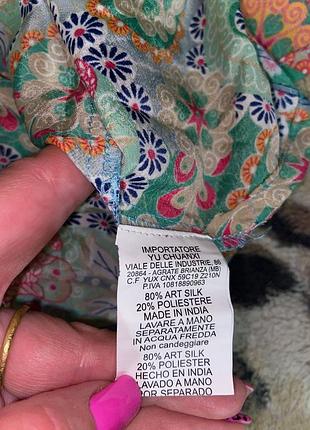 IMPORTATORE
YU CHUANXI
VIALE DELLE INDUSTRIE, 86
20864 - AGRATE BRIANZA (MB)
C.F YUX CNX 59C19 Z210N
P.IVA 10818890963
80% ART SILK
20% POLIESTERE
MADE IN INDIA
LAVARE A MANO
SEPARATAMENTE
IN ACQUA FREDDA
Non candeggiare
80% ART SILK
20% POLIESTER
HECHO EN INDIA
LAVADO A MANO
POR SEPARADO